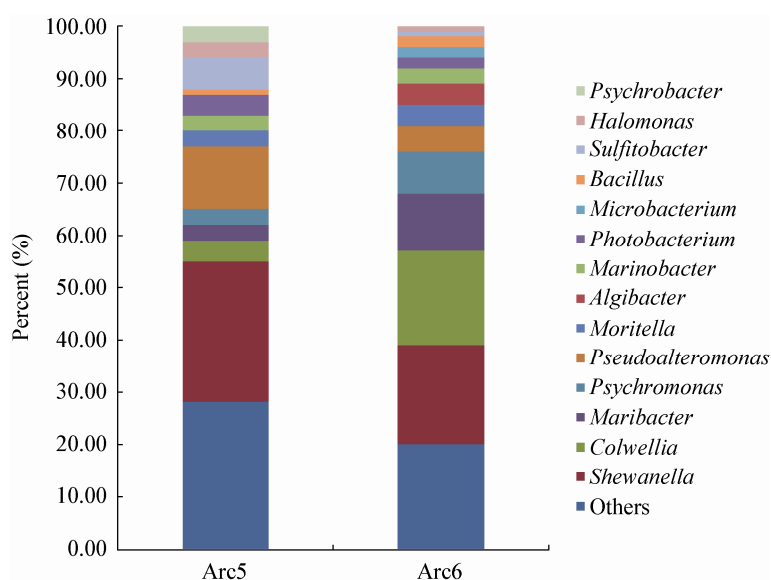 100.00
90.00
80.00
70.00
60.00
50.00
40.00
30.00
20.00
10.00
0.00
Percent (%)
Arc5
Arc6
Psychrobacter
Halomonas
Sulfitobacter
Bacillus
Microbacterium
Photobacterium
Marinobacter
Algibacter
Moritella
Pseudoalteromonas
Psychromonas
Maribacter
Colwellia
Shewanella
Others